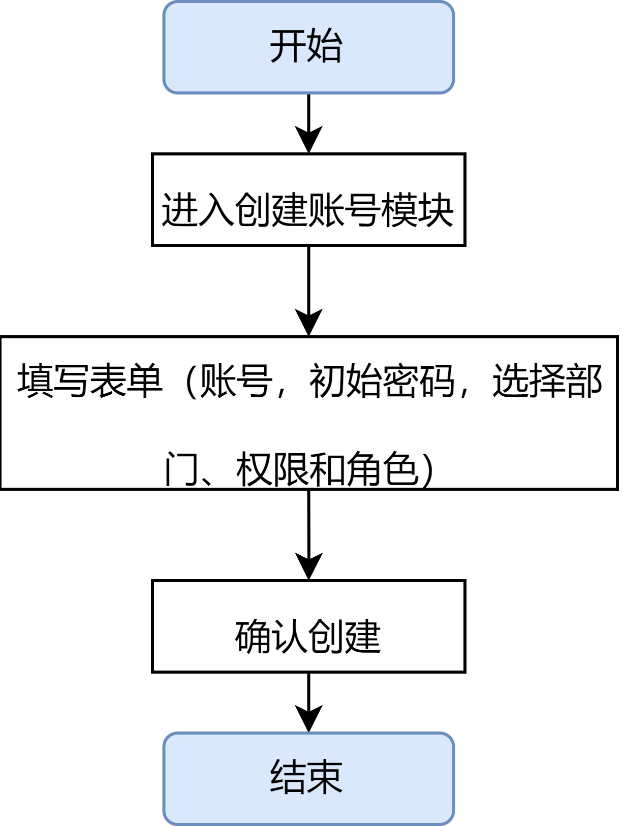 开始
进入创建账号模块
填写表单（账号，初始密码，选择部
门、权限和角色）
确认创建
结束